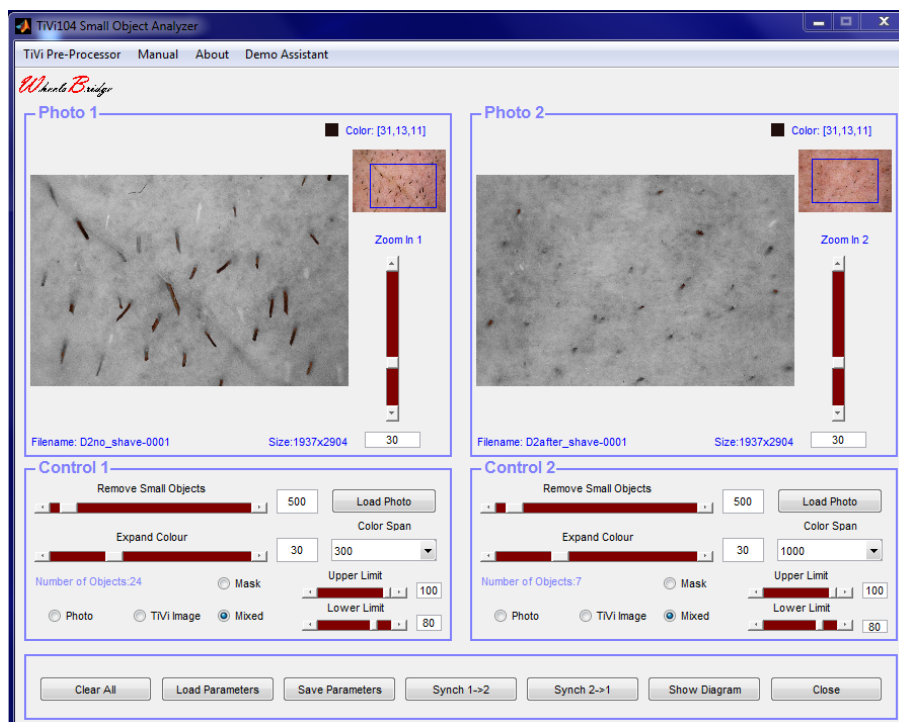 TiVi104 Small Object Analyzer
TiVi Pre-Processor Manual About Demo Assistant
WheelsBridge
Photo 1
Color: [31,13,11]
Zoom In 1
Filename: D2no_shave-0001 Size:1937x2904 30
Photo 2
Color: [31,13,11]
Zoom In 2
Filename: D2after_shave-0001 Size:1937x2904 30
Control 1
Remove Small Objects
500 Load Photo
Expand Colour Color Span
30 300
Number of Objects:24 Mask Upper Limit
100
Photo TiVi Image Mixed Lower Limit
80
Control 2
Remove Small Objects
500 Load Photo
Expand Colour Color Span
30 1000
Number of Objects:7 Mask Upper Limit
100
Photo TiVi Image Mixed Lower Limit
80
Clear All Load Parameters Save Parameters Synch 1->2 Synch 2->1 Show Diagram Close